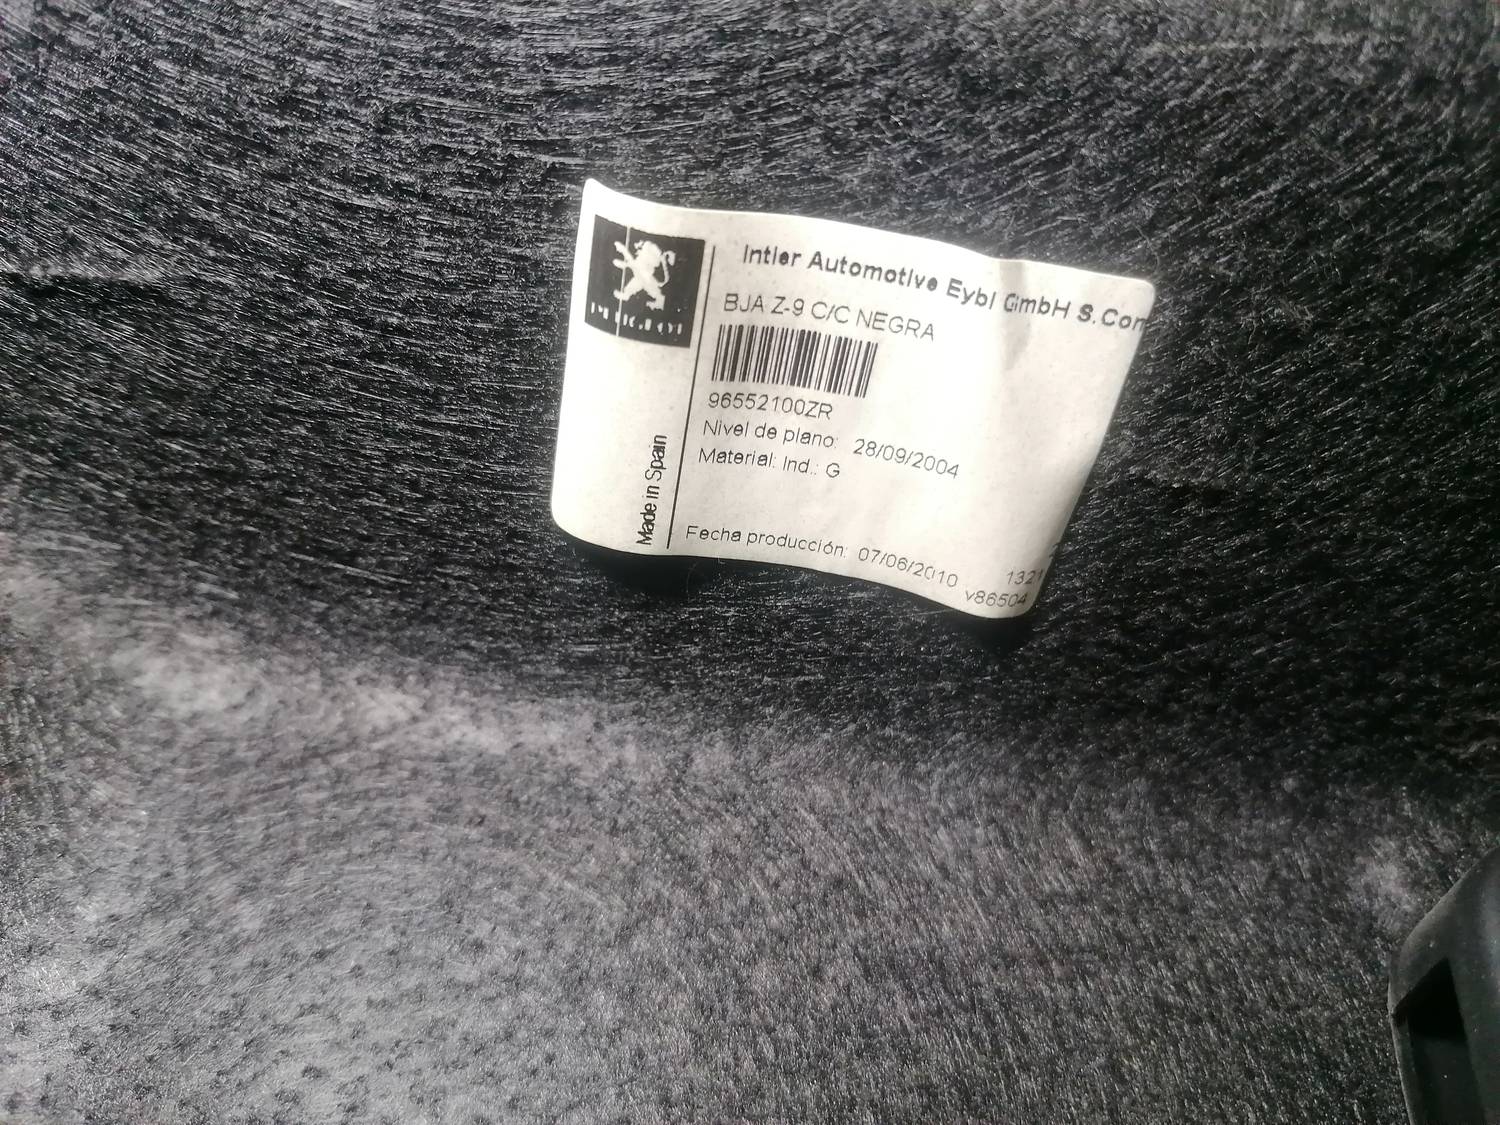 Intier Automotive Eybl GmbH S.Com
PEUGEOT
BJA Z-9 C/C NEGRA
96552100ZR
Nivel de plano: 28/09/2004
Material: Ind.: G
Made in Spain
Fecha producción: 07/06/2010
1321
v86504